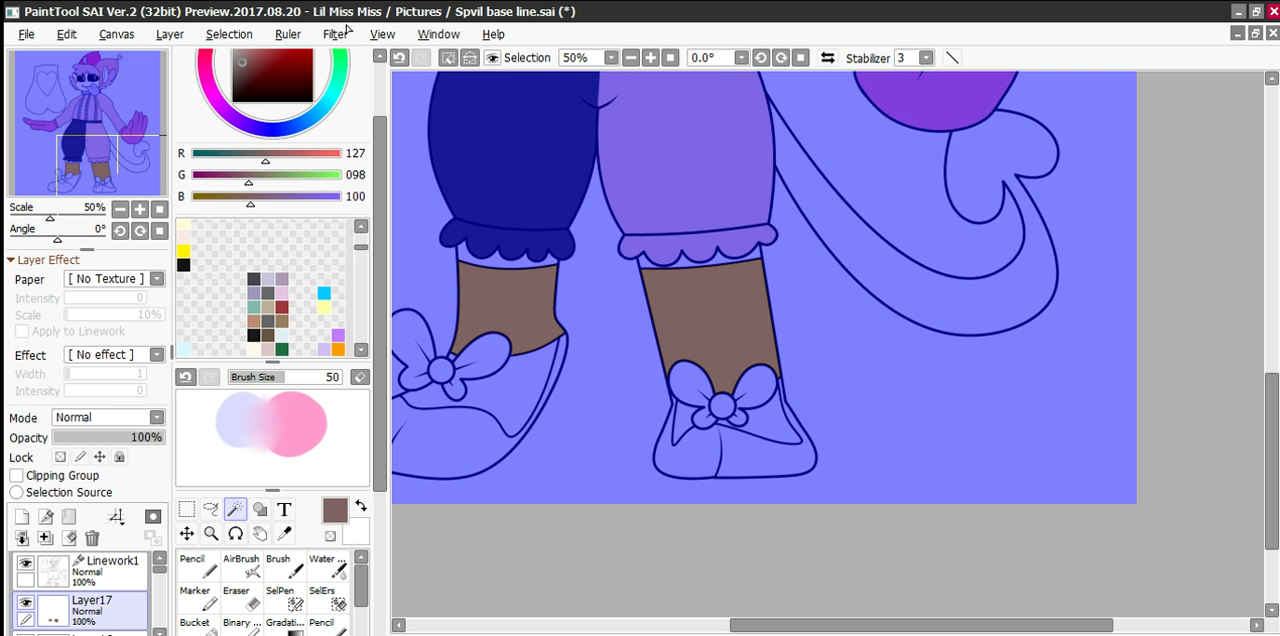 PaintTool SAI Ver.2 (32bit) Preview.2017.08.20 - Lil Miss Miss / Pictures / Spvil base line.sai (*)
File Edit Canvas Layer Selection Ruler Filter View Window Help
Selection 50% 0.0° Stabilizer 3
Scale 50%
Angle 0°
Layer Effect
Paper [ No Texture ]
Intensity 0
Scale 10%
Apply to Linework
Effect [ No effect ]
Width 1
Intensity 0
Mode Normal
Opacity 100%
Lock
Clipping Group
Selection Source
Linework1
Normal
100%
Layer17
Normal
100%
R 127
G 098
B 100
Brush Size 50
T
Pencil AirBrush Brush Water ...
Marker Eraser SelPen SelErs
Bucket Binary ... Gradati... Pencil